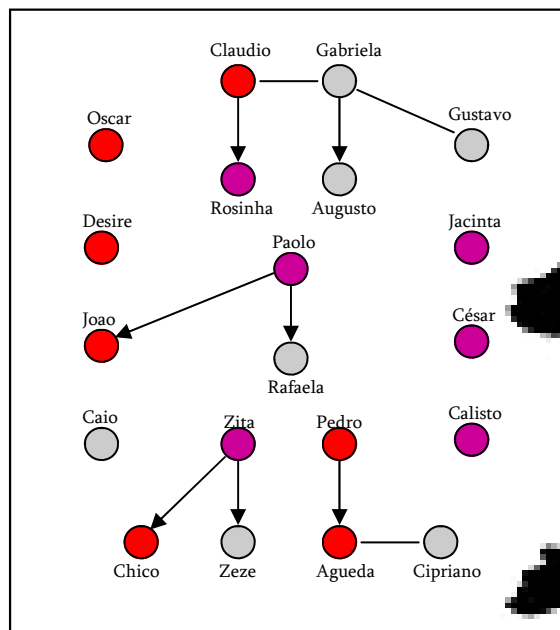 Claudio
Gabriela
Oscar
Gustavo
Rosinha
Augusto
Desire
Paolo
Jacinta
Joao
César
Rafaela
Caio
Zita
Pedro
Calisto
Chico
Zeze
Agueda
Cipriano